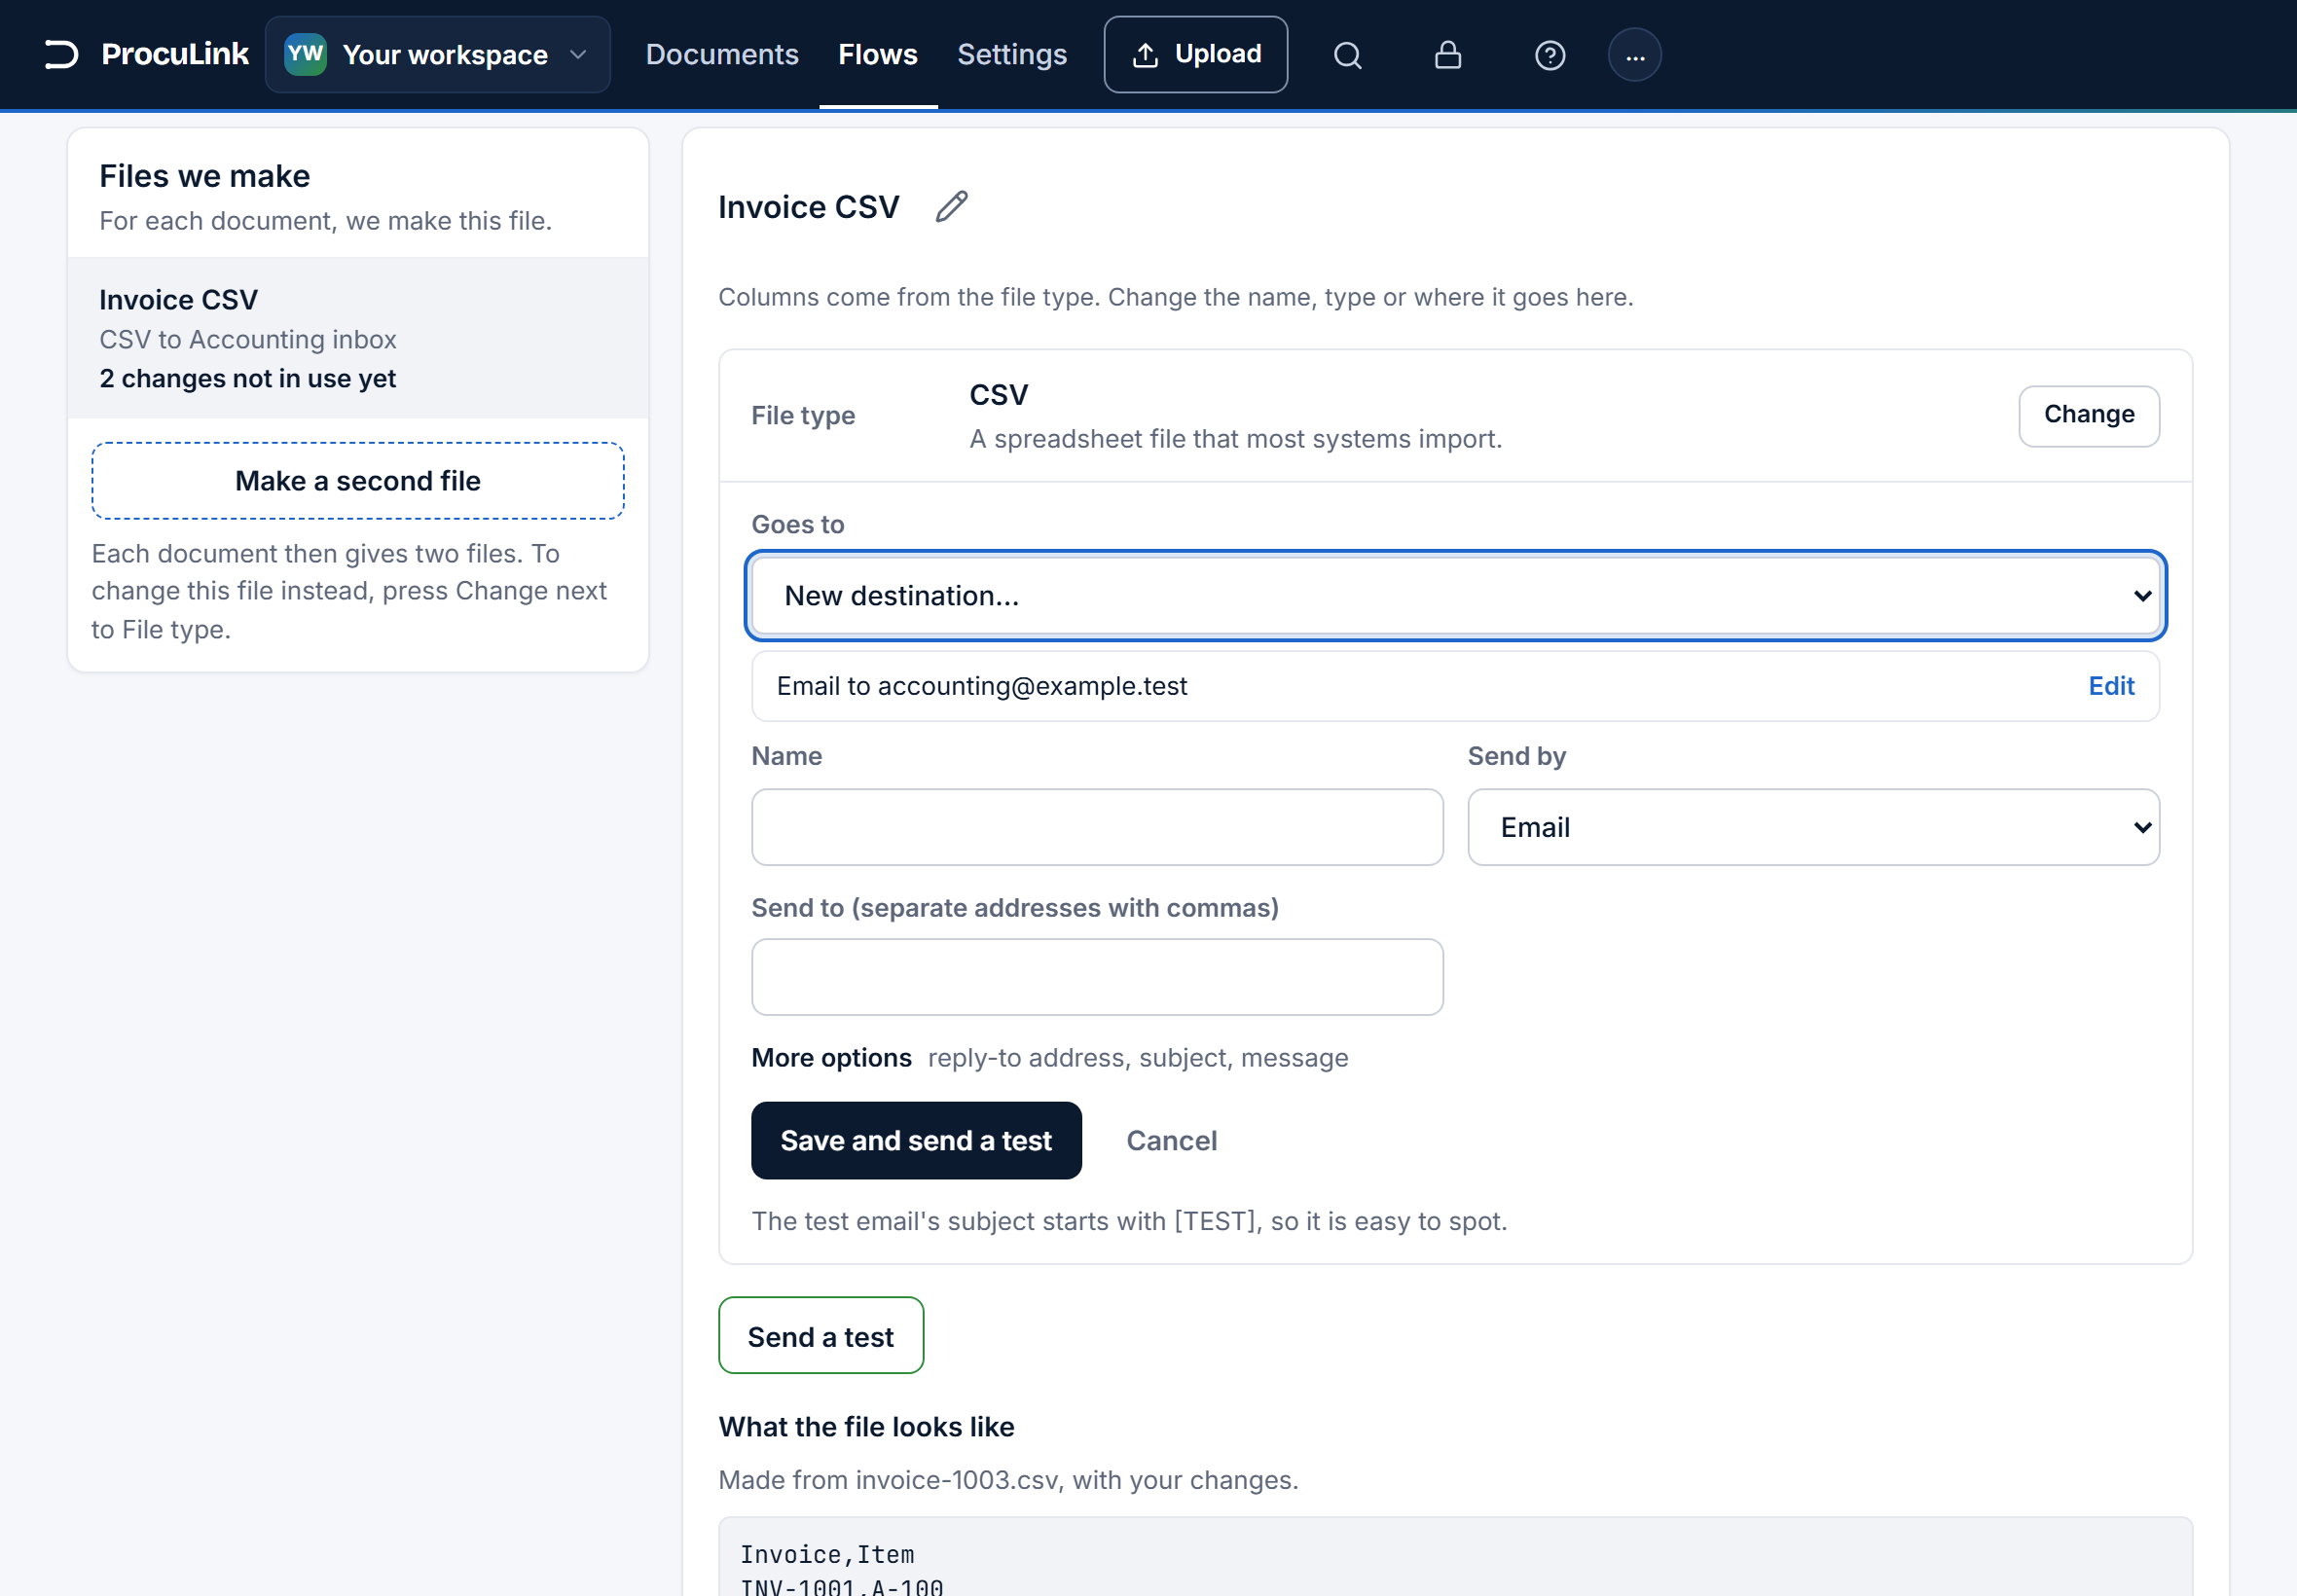 ProcuLink
YW Your workspace
Documents
Flows
Settings
Upload
...
Files we make
For each document, we make this file.
Invoice CSV
CSV to Accounting inbox
2 changes not in use yet
Make a second file
Each document then gives two files. To
change this file instead, press Change next
to File type.
Invoice CSV
Columns come from the file type. Change the name, type or where it goes here.
File type
CSV
A spreadsheet file that most systems import.
Change
Goes to
New destination...
Email to accounting@example.test
Edit
Name
Send by
Email
Send to (separate addresses with commas)
More options reply-to address, subject, message
Save and send a test
Cancel
The test email's subject starts with [TEST], so it is easy to spot.
Send a test
What the file looks like
Made from invoice-1003.csv, with your changes.
Invoice,Item
INV-1001,A-100